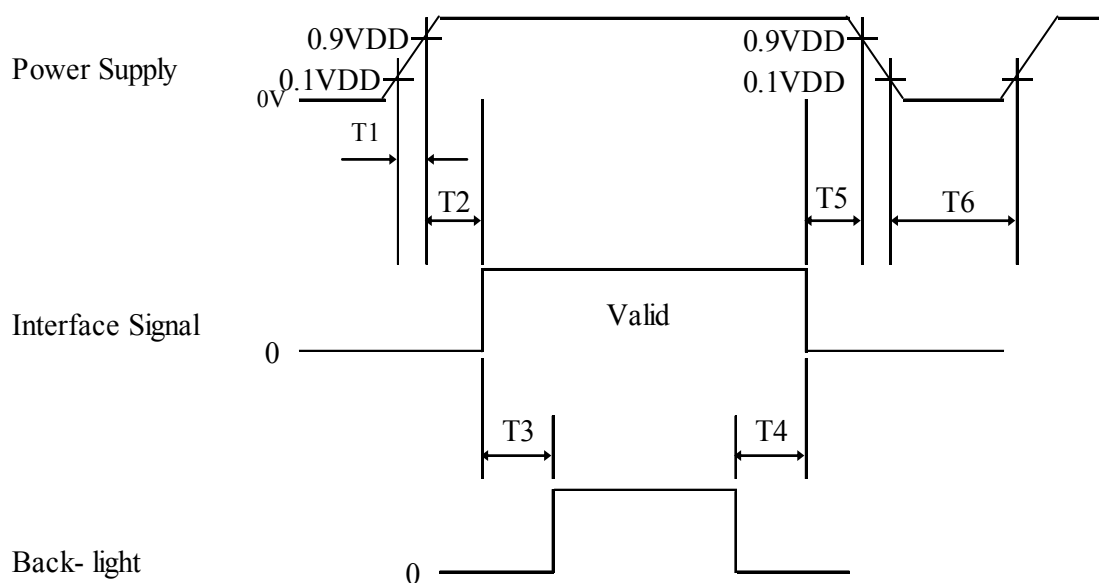 0.9VDD
0.9VDD
Power Supply
0.1VDD
0.1VDD
0V
T1
T2
T5
T6
Valid
Interface Signal
0
T3
T4
Back- light
0